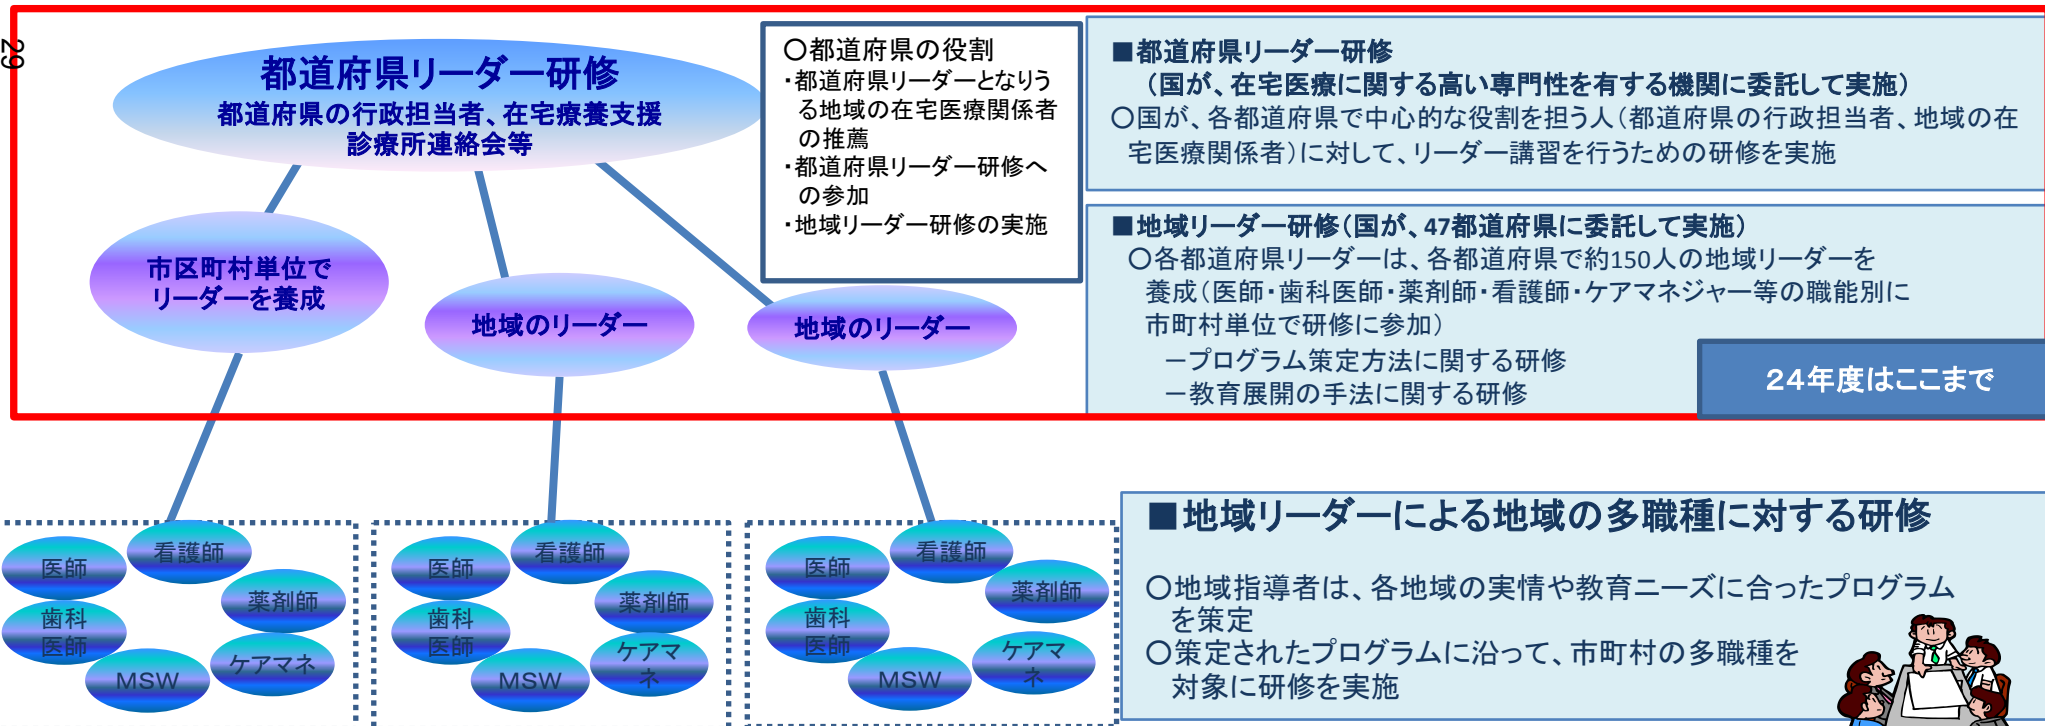 29
都道府県リーダー研修
都道府県の行政担当者、在宅療養支援
診療所連絡会等
市区町村単位で
リーダーを養成
地域のリーダー
地域のリーダー
○都道府県の役割
・都道府県リーダーとなりう
る地域の在宅医療関係者
の推薦
・都道府県リーダー研修へ
の参加
・地域リーダー研修の実施
■都道府県リーダー研修
（国が、在宅医療に関する高い専門性を有する機関に委託して実施）
○国が、各都道府県で中心的な役割を担う人（都道府県の行政担当者、地域の在
宅医療関係者）に対して、リーダー講習を行うための研修を実施
■地域リーダー研修（国が、47都道府県に委託して実施）
○各都道府県リーダーは、各都道府県で約150人の地域リーダーを
養成（医師・歯科医師・薬剤師・看護師・ケアマネジャー等の職能別に
市町村単位で研修に参加）
－プログラム策定方法に関する研修
－教育展開の手法に関する研修
２４年度はここまで
医師
看護師
薬剤師
歯科
医師
MSW
ケアマネ
医師
看護師
薬剤師
歯科
医師
MSW
ケアマ
ネ
医師
看護師
薬剤師
歯科
医師
MSW
ケアマ
ネ
■地域リーダーによる地域の多職種に対する研修
○地域指導者は、各地域の実情や教育ニーズに合ったプログラム
を策定
○策定されたプログラムに沿って、市町村の多職種を
対象に研修を実施